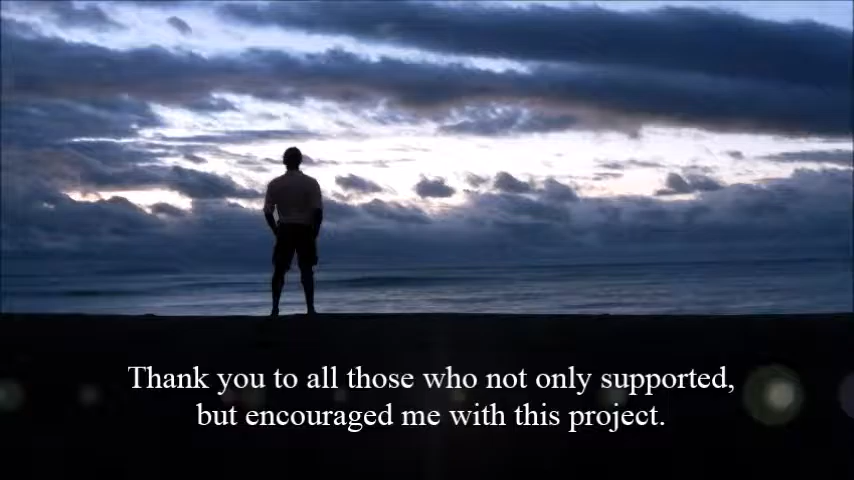 Thank you to all those who not only supported,
but encouraged me with this project.